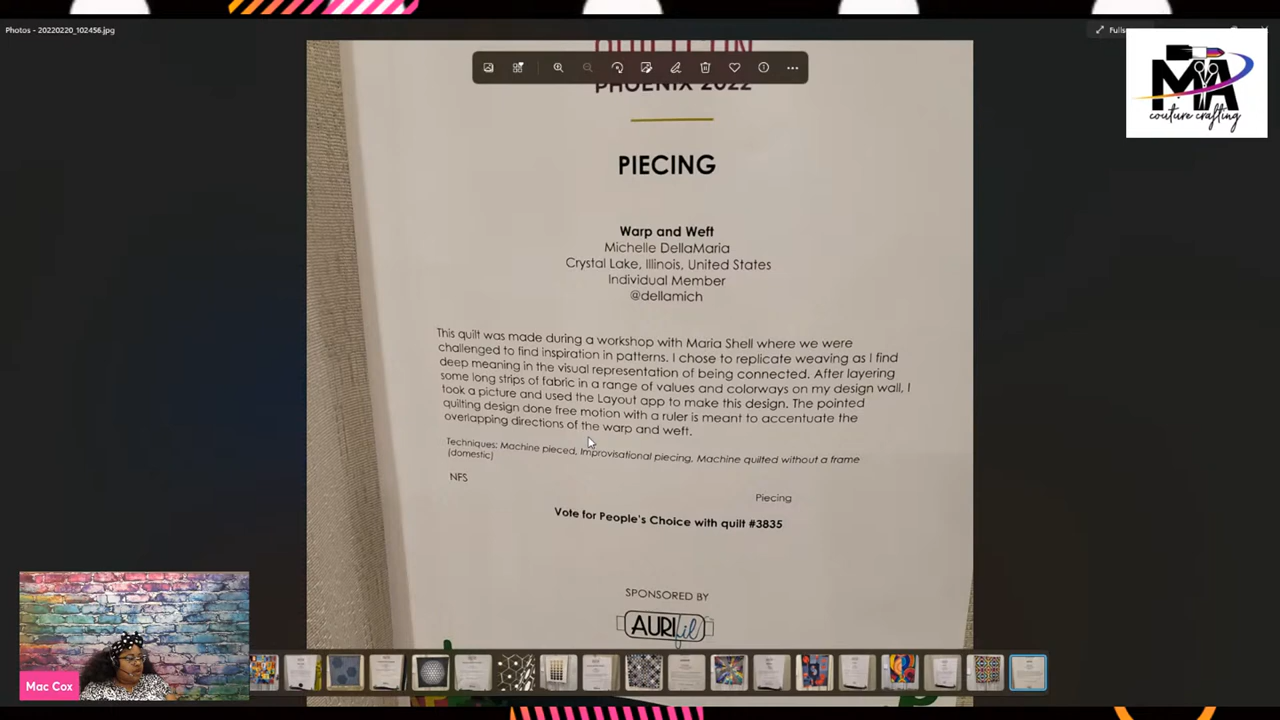 Photos - 20220220_102456.jpg
Fulls
MA
couture crafting
QUILTCON
PHOENIX 2022
PIECING
Warp and Weft
Michelle DellaMaria
Crystal Lake, Illinois, United States
Individual Member
@dellamich
This quilt was made during a workshop with Maria Shell where we were
challenged to find inspiration in patterns. I chose to replicate weaving as I find
deep meaning in the visual representation of being connected. After layering
some long strips of fabric in a range of values and colorways on my design wall, I
took a picture and used the Layout app to make this design. The pointed
quilting design done free motion with a ruler is meant to accentuate the
overlapping directions of the warp and weft.
Techniques: Machine pieced, Improvisational piecing, Machine quilted without a frame
(domestic)
NFS
Piecing
Vote for People's Choice with quilt #3835
SPONSORED BY
AURIfil
Mac Cox